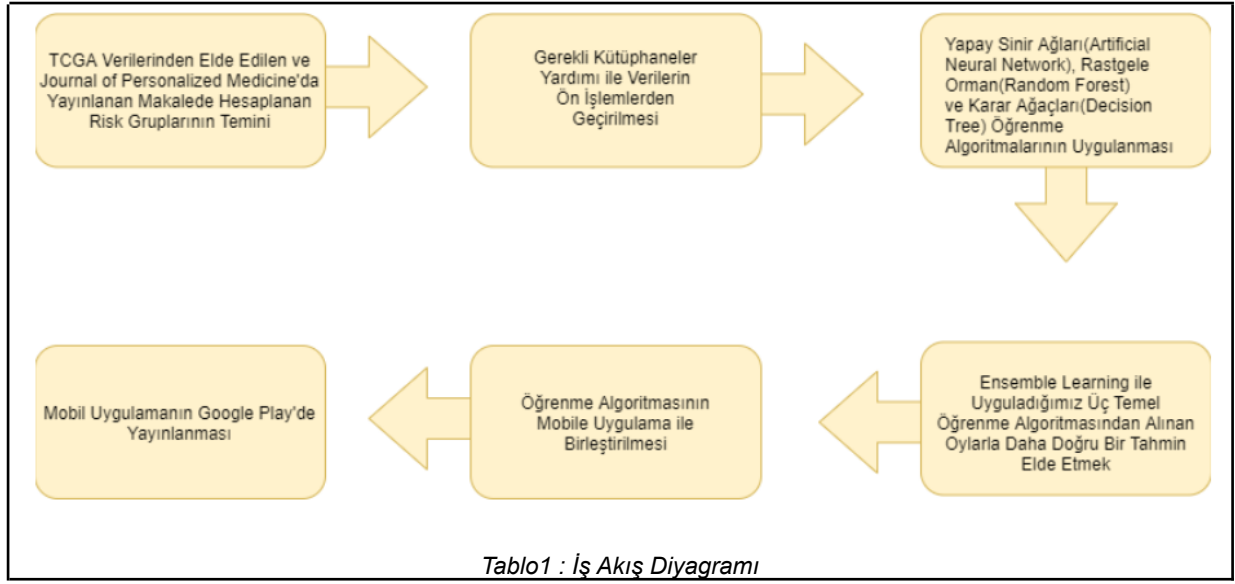 TCGA Verilerinden Elde Edilen ve
Journal of Personalized Medicine'da
Yayınlanan Makalede Hesaplanan
Risk Gruplarının Temini
Gerekli Kütüphaneler
Yardımı ile Verilerin
Ön İşlemlerden
Geçirilmesi
Yapay Sinir Ağları(Artificial
Neural Network), Rastgele
Orman(Random Forest)
ve Karar Ağaçları(Decision
Tree) Öğrenme
Algoritmalarının Uygulanması
Ensemble Learning ile
Uyguladığımız Üç Temel
Öğrenme Algoritmasından Alınan
Oylarla Daha Doğru Bir Tahmin
Elde Etmek
Öğrenme Algoritmasının
Mobile Uygulama ile
Birleştirilmesi
Mobil Uygulamanın Google Play'de
Yayınlanması
Tablo1 : İş Akış Diyagramı